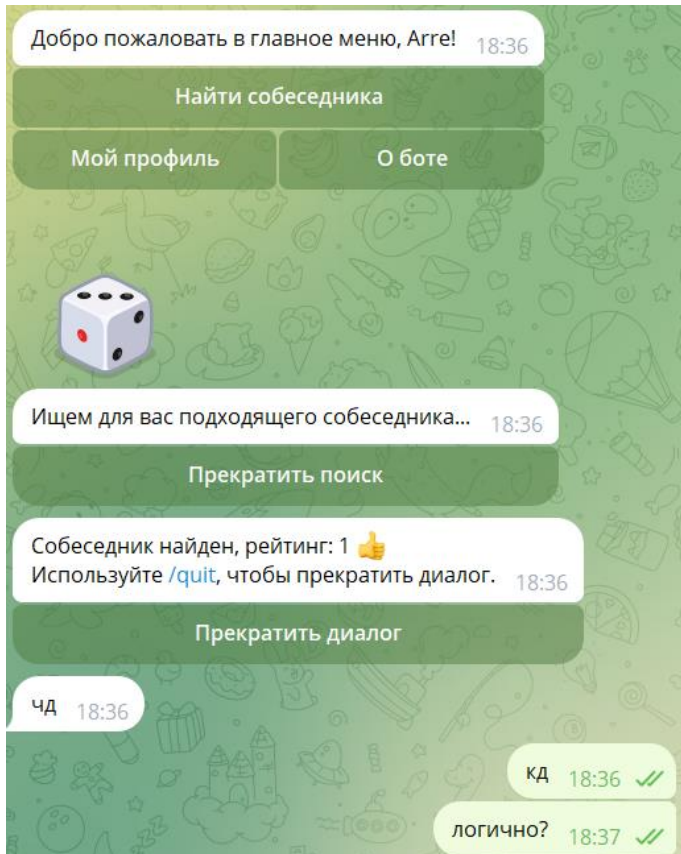 Добро пожаловать в главное меню, Arre! 18:36
Найти собеседника
Мой профиль О боте
Ищем для вас подходящего собеседника... 18:36
Прекратить поиск
Собеседник найден, рейтинг: 1 👍
Используйте /quit, чтобы прекратить диалог. 18:36
Прекратить диалог
чд 18:36
кд 18:36
логично? 18:37